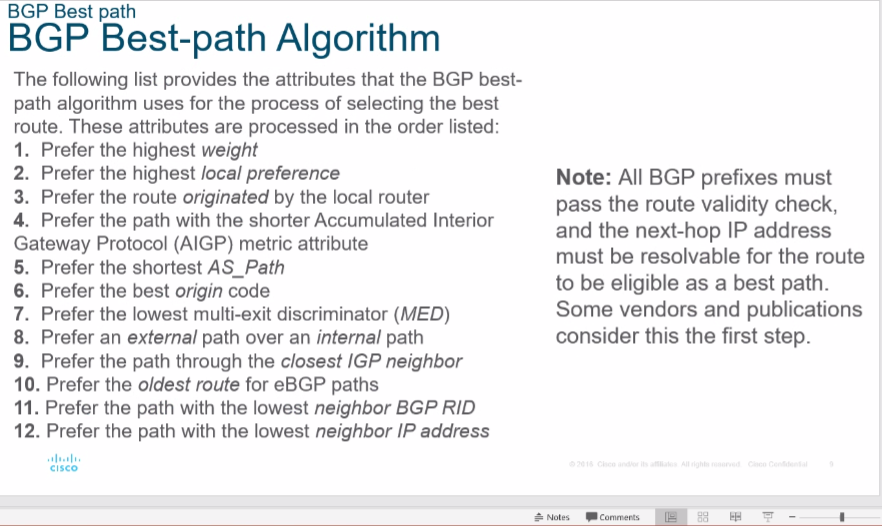 BGP Best path
BGP Best-path Algorithm
The following list provides the attributes that the BGP best-
path algorithm uses for the process of selecting the best
route. These attributes are processed in the order listed:
1. Prefer the highest weight
2. Prefer the highest local preference
3. Prefer the route originated by the local router
4. Prefer the path with the shorter Accumulated Interior
Gateway Protocol (AIGP) metric attribute
5. Prefer the shortest AS_Path
6. Prefer the best origin code
7. Prefer the lowest multi-exit discriminator (MED)
8. Prefer an external path over an internal path
9. Prefer the path through the closest IGP neighbor
10. Prefer the oldest route for eBGP paths
11. Prefer the path with the lowest neighbor BGP RID
12. Prefer the path with the lowest neighbor IP address
Note: All BGP prefixes must
pass the route validity check,
and the next-hop IP address
must be resolvable for the route
to be eligible as a best path.
Some vendors and publications
consider this the first step.
CISCO
© 2016 Cisco and/or its affiliates. All rights reserved. Cisco Confidential 9
Notes Comments